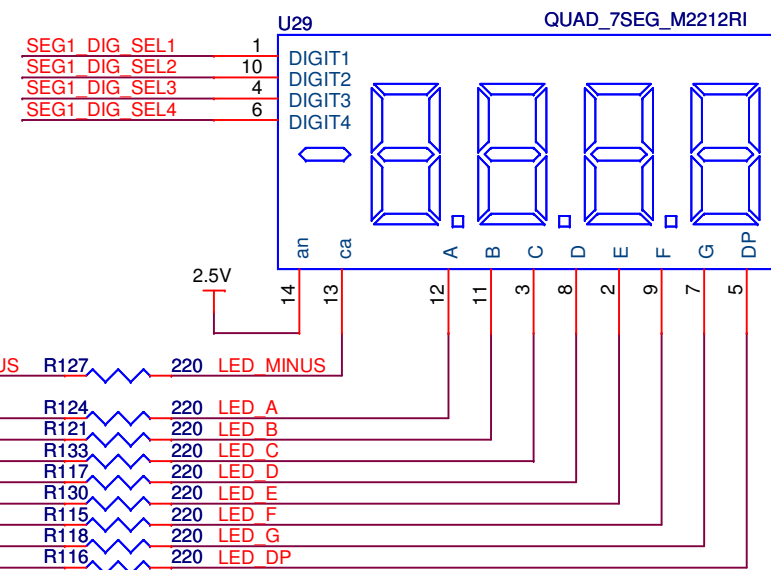 U29 QUAD_7SEG_M2212RI
SEG1_DIG_SEL1 1 DIGIT1
SEG1_DIG_SEL2 10 DIGIT2
SEG1_DIG_SEL3 4 DIGIT3
SEG1_DIG_SEL4 6 DIGIT4
an ca A B C D E F G DP
2.5V
14 13 12 11 3 8 2 9 7 5
US R127 220 LED_MINUS
R124 220 LED_A
R121 220 LED_B
R133 220 LED_C
R117 220 LED_D
R130 220 LED_E
R115 220 LED_F
R118 220 LED_G
R116 220 LED_DP